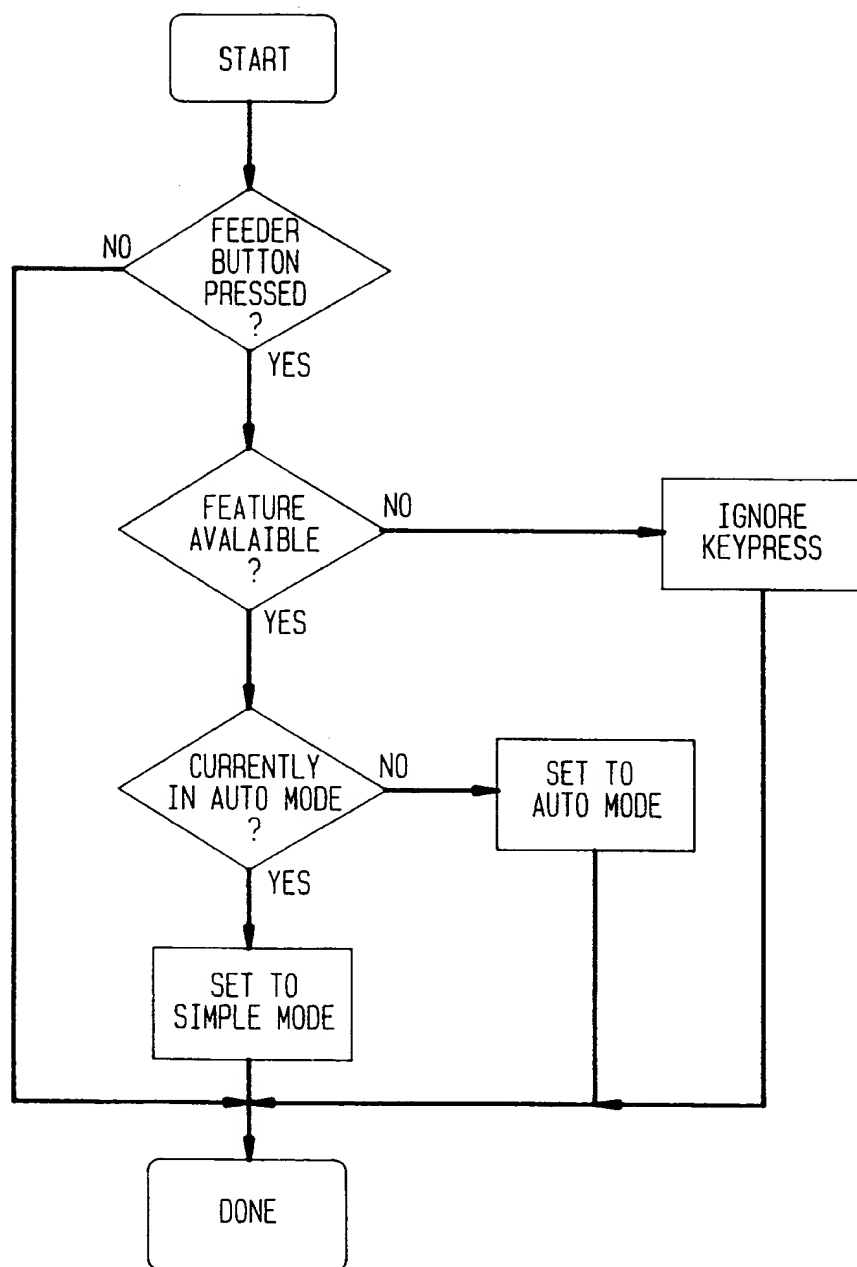 START
NO
FEEDER
BUTTON
PRESSED
?
YES
FEATURE
AVALAIBLE
?
NO
IGNORE
KEYPRESS
YES
CURRENTLY
IN AUTO MODE
?
NO
SET TO
AUTO MODE
YES
SET TO
SIMPLE MODE
DONE